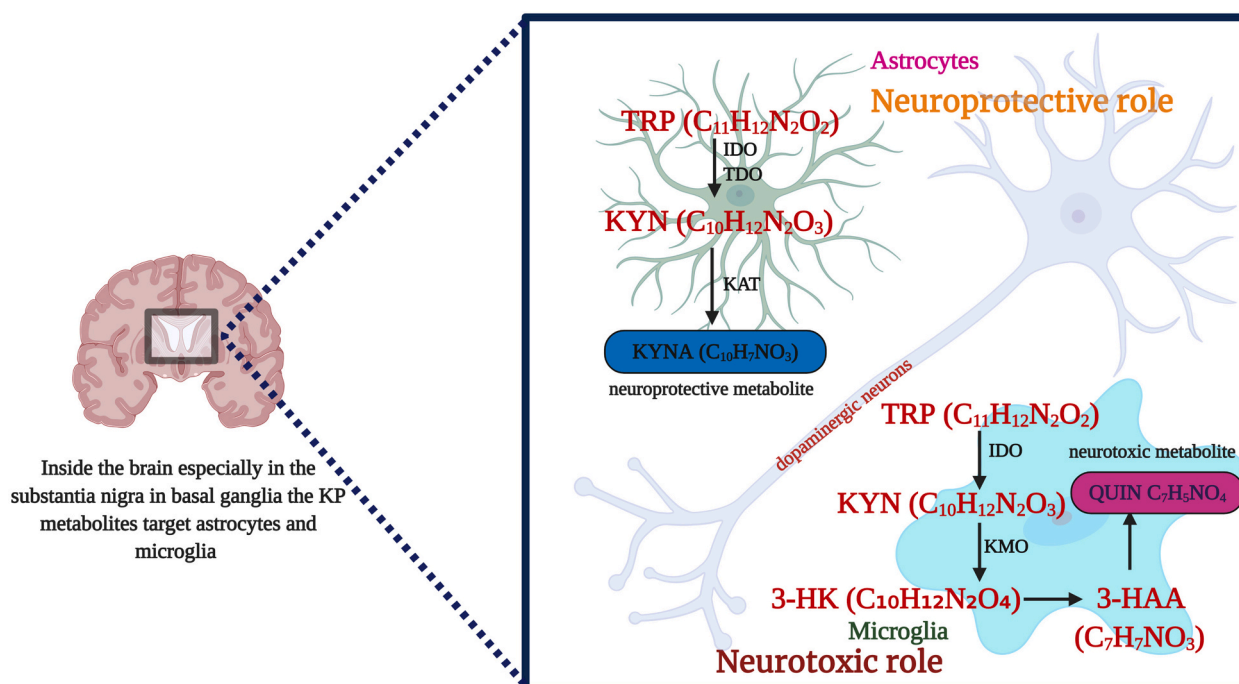 Astrocytes
Neuroprotective role
TRP (C₁₁H₁₂N₂O₂)
IDO
TDO
KYN (C₁₀H₁₂N₂O₃)
KAT
KYNA (C₁₀H₇NO₃)
neuroprotective metabolite
dopaminergic neurons
Inside the brain especially in the
substantia nigra in basal ganglia the KP
metabolites target astrocytes and
microglia
TRP (C₁₁H₁₂N₂O₂)
IDO
neurotoxic metabolite
QUIN C₇H₅NO₄
KYN (C₁₀H₁₂N₂O₃)
KMO
3-HK (C₁₀H₁₂N₂O₄)
3-HAA
(C₇H₇NO₃)
Microglia
Neurotoxic role